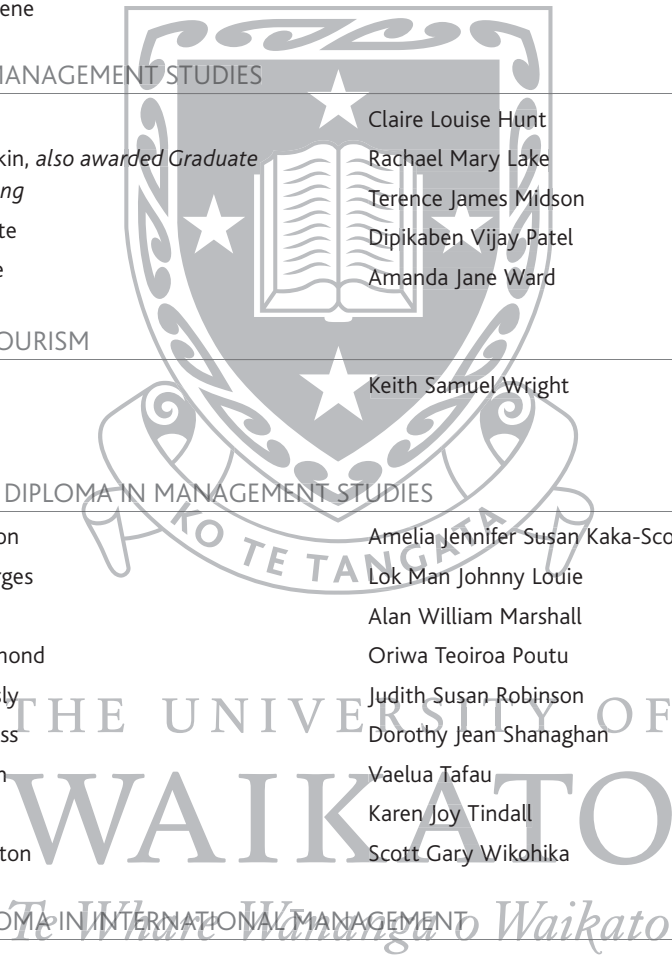 ene
MANAGEMENT STUDIES
kin, also awarded Graduate
ng
te
e
Claire Louise Hunt
Rachael Mary Lake
Terence James Midson
Dipikaben Vijay Patel
Amanda Jane Ward
OURISM
Keith Samuel Wright
DIPLOMA IN MANAGEMENT STUDIES
on
rges
mond
sly
ss
n
ton
Amelia Jennifer Susan Kaka-Sco
Lok Man Johnny Louie
Alan William Marshall
Oriwa Teoiroa Poutu
Judith Susan Robinson
Dorothy Jean Shanaghan
Vaelua Tafau
Karen Joy Tindall
Scott Gary Wikohika
OMA IN INTERNATIONAL MANAGEMENT
KO TE TANGATA
THE UNIVERSITY OF
WAIKATO
Te Whare Wānanga o Waikato